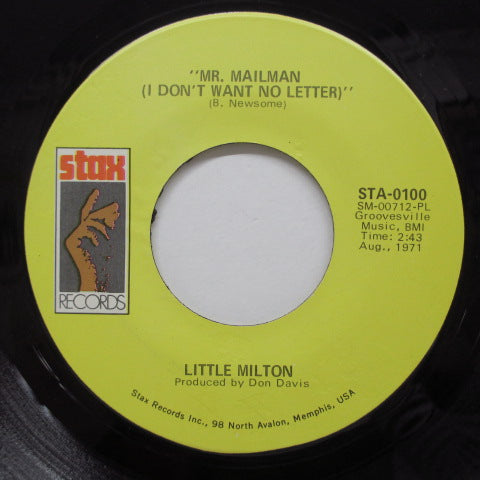 "MR. MAILMAN
(I DON'T WANT NO LETTER)"
(B. Newsome)
stax
RECORDS
STA-0100
SM-00712-PL
Groovesville
Music, BMI
Time: 2:43
Aug., 1971
LITTLE MILTON
Produced by Don Davis
Stax Records Inc., 98 North Avalon, Memphis, USA